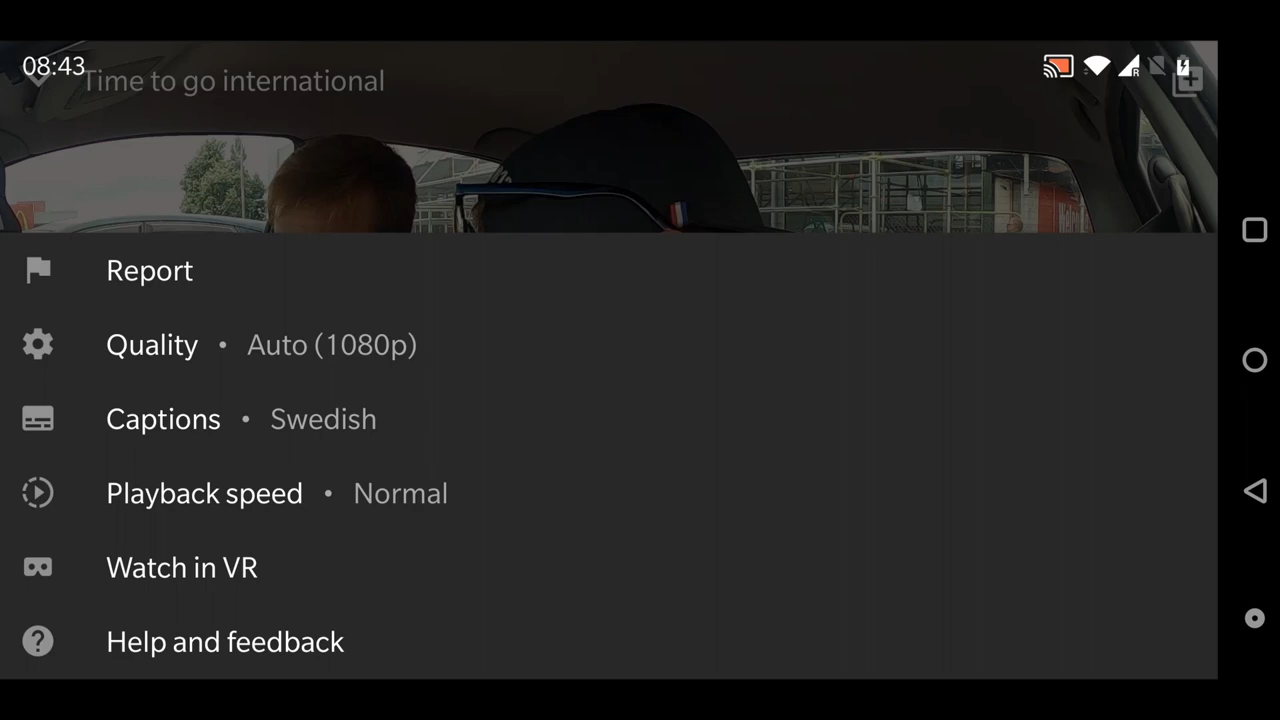 08:43
Time to go international
Report
Quality • Auto (1080p)
Captions • Swedish
Playback speed • Normal
Watch in VR
Help and feedback